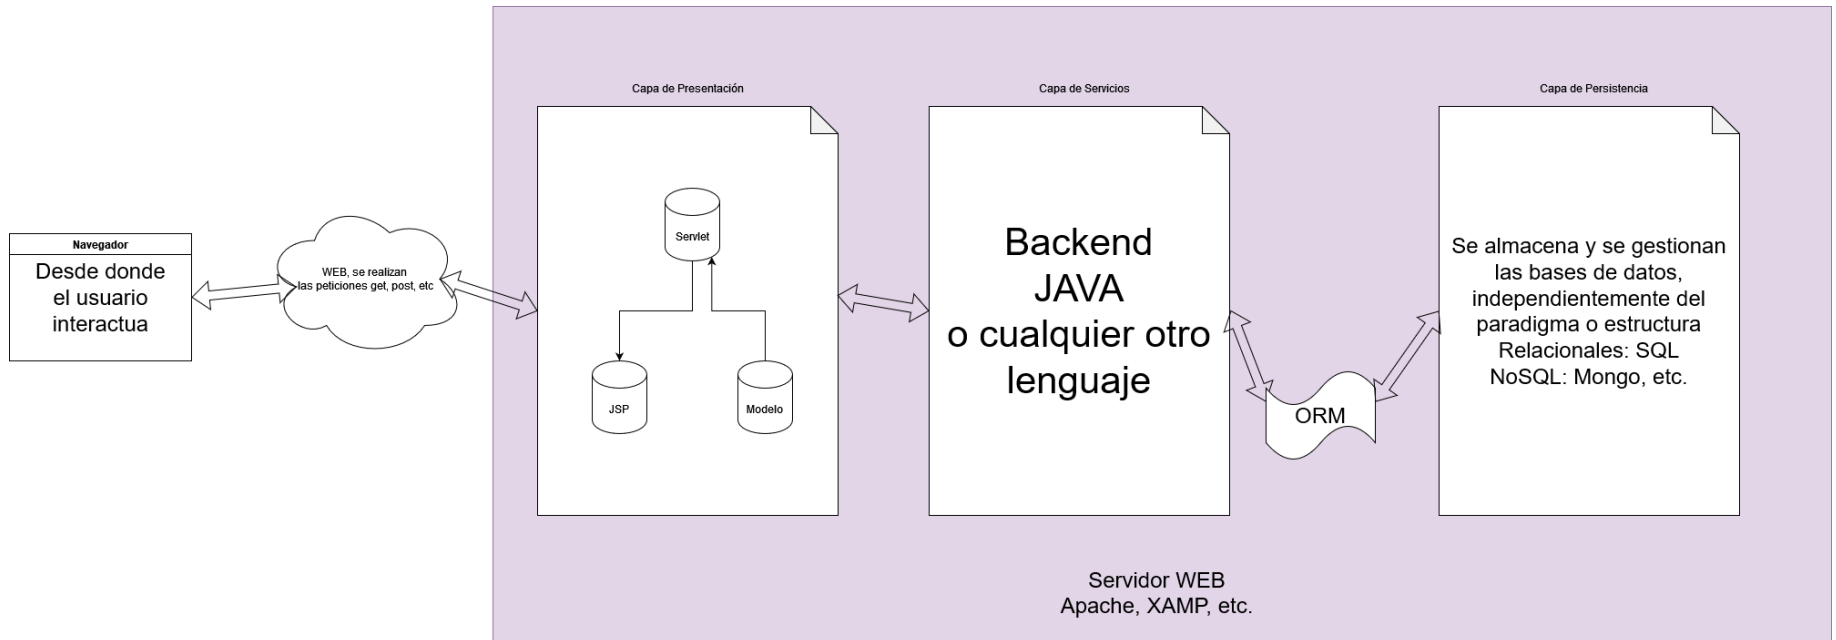 Capa de Presentación
Capa de Servicios
Capa de Persistencia
Navegador
Desde donde
el usuario
interactua
WEB, se realizan
las peticiones get, post, etc
Servlet
JSP
Modelo
Backend
JAVA
o cualquier otro
lenguaje
ORM
Se almacena y se gestionan
las bases de datos,
independientemente del
paradigma o estructura
Relacionales: SQL
NoSQL: Mongo, etc.
Servidor WEB
Apache, XAMP, etc.